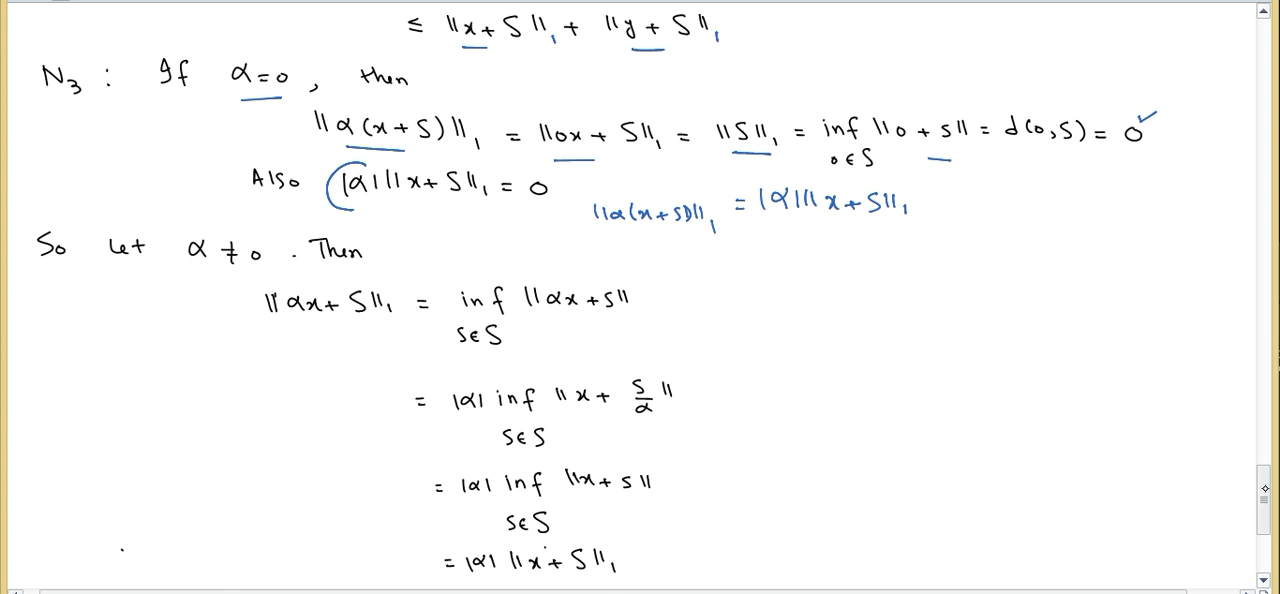 ≤ ||x + S||₁ + ||y + S||₁
N₃ : If α = 0 , then
||α(x + S)||₁ = ||0x + S||₁ = ||S||₁ = inf ||0 + s|| = d(0,S) = 0 ✓
0 ∈ S
Also |α| ||x + S||₁ = 0
||α(x + S)||₁ = |α| ||x + S||₁
So let α ≠ 0 . Then
||αx + S||₁ = inf ||αx + s||
s ∈ S
= |α| inf ||x + s/α||
s ∈ S
= |α| inf ||x + s||
s ∈ S
= |α| ||x + S||₁